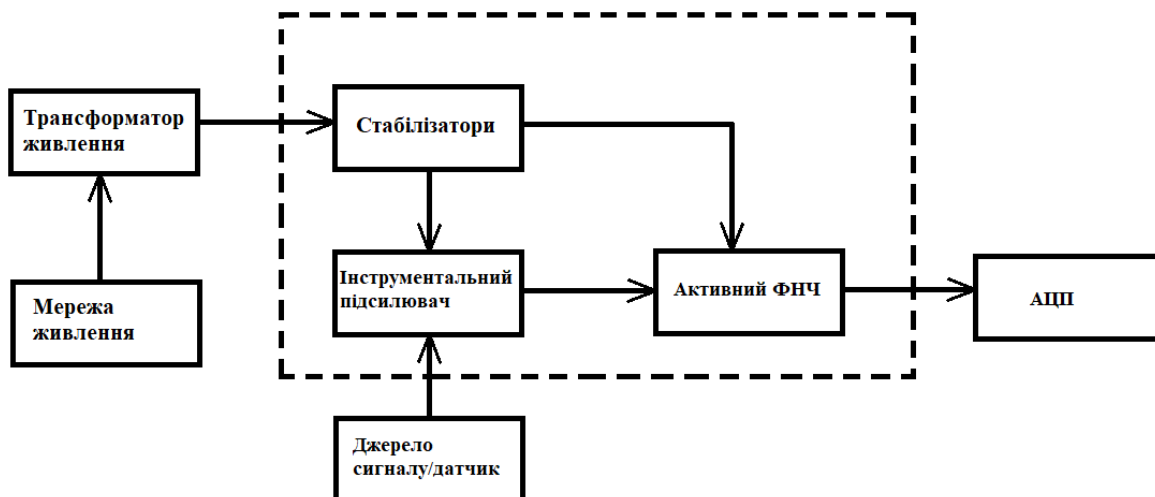 Трансформатор
живлення
Стабілізатори
Інструментальний
підсилювач
Активний ФНЧ
АЦП
Мережа
живлення
Джерело
сигналу/датчик